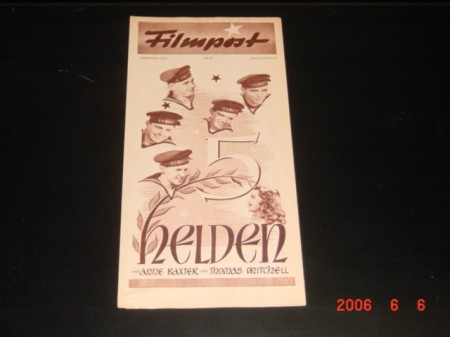 Filmpost
5
HELDEN
ANNE BAXTER THOMAS MITCHELL
2006 6 6